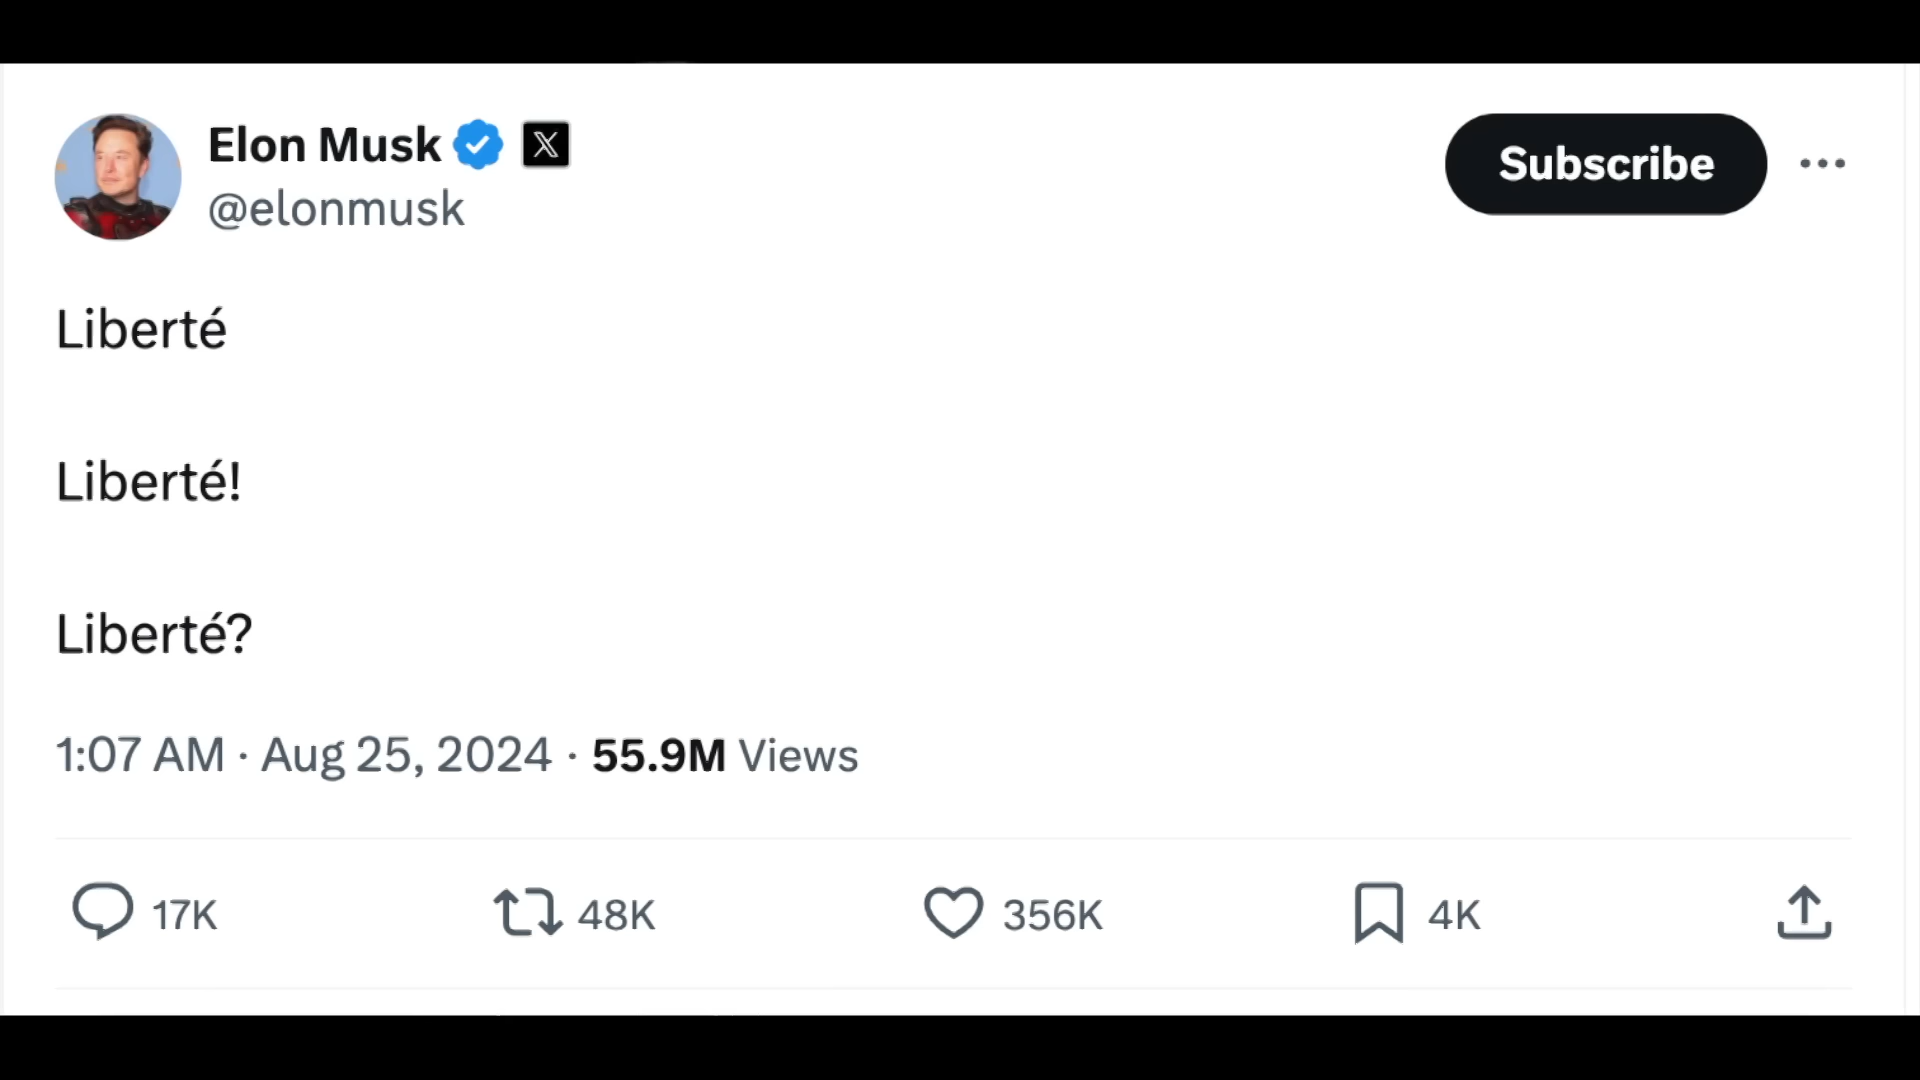 Elon Musk
@elonmusk
Subscribe
Liberté
Liberté!
Liberté?
1:07 AM · Aug 25, 2024 · 55.9M Views
17K 48K 356K 4K